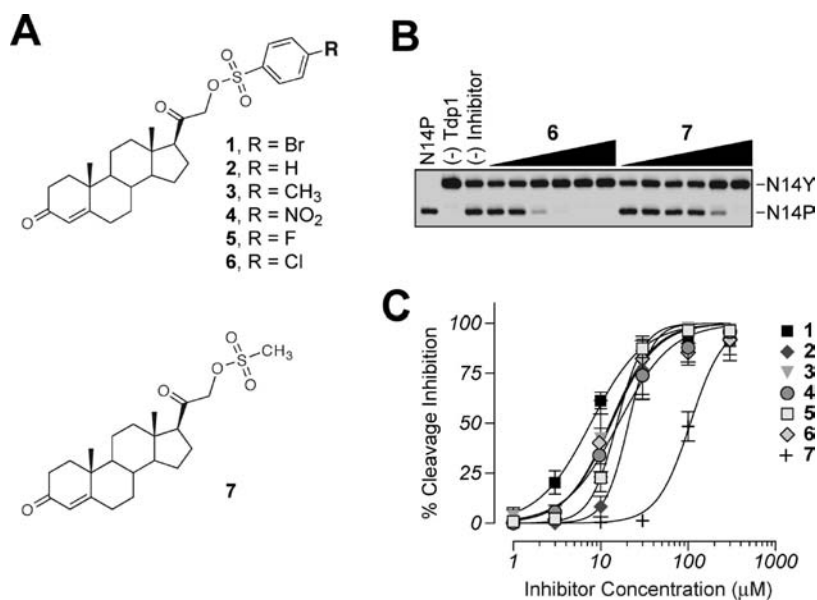 A
R
O
S
O
O
O
1, R = Br
2, R = H
3, R = CH₃
4, R = NO₂
5, R = F
6, R = Cl
O
O
S
CH₃
O
O
O
7
O
B
N14P
(-) Tdp1
(-) Inhibitor
6
7
-N14Y
-N14P
C
% Cleavage Inhibition
100
75
50
25
0
1
10
100
1000
Inhibitor Concentration (μM)
1
2
3
4
5
6
7